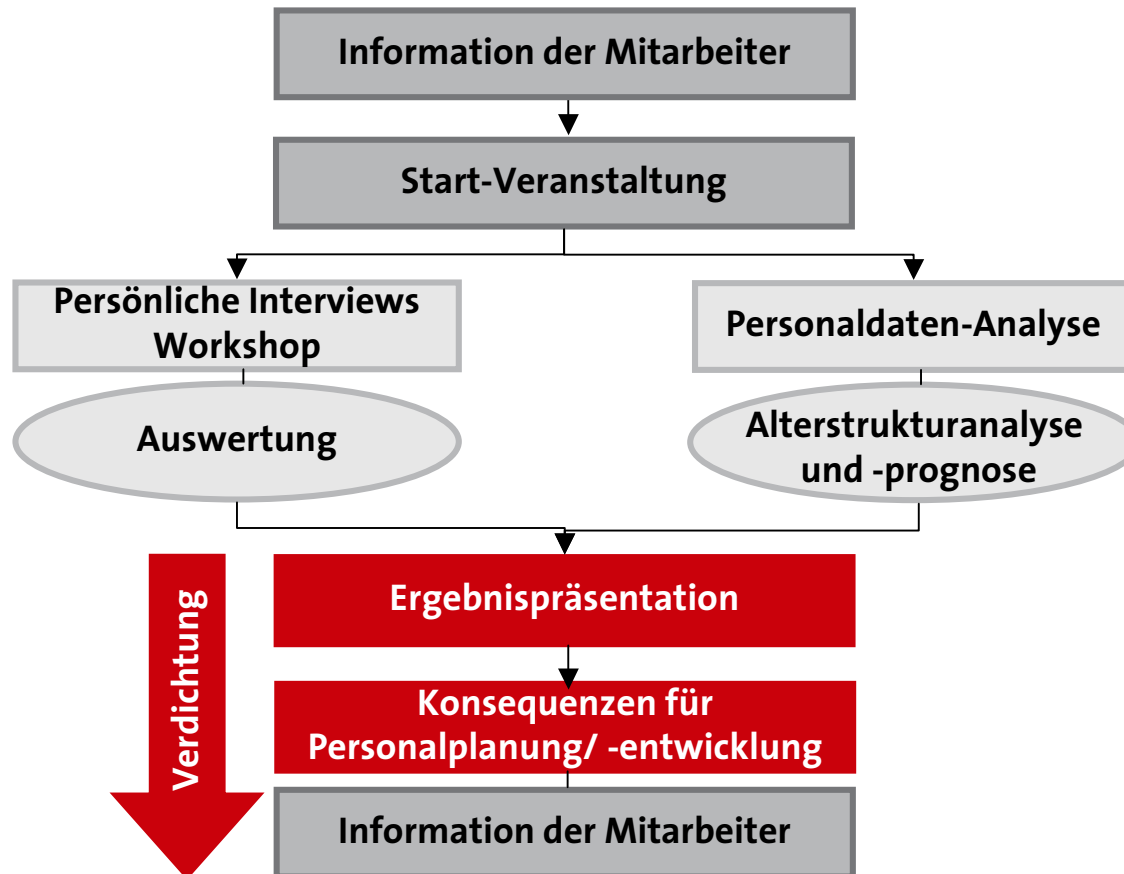 Information der Mitarbeiter
Start-Veranstaltung
Persönliche Interviews
Workshop
Personaldaten-Analyse
Auswertung
Alterstrukturanalyse
und -prognose
Verdichtung
Ergebnispräsentation
Konsequenzen für
Personalplanung/ -entwicklung
Information der Mitarbeiter